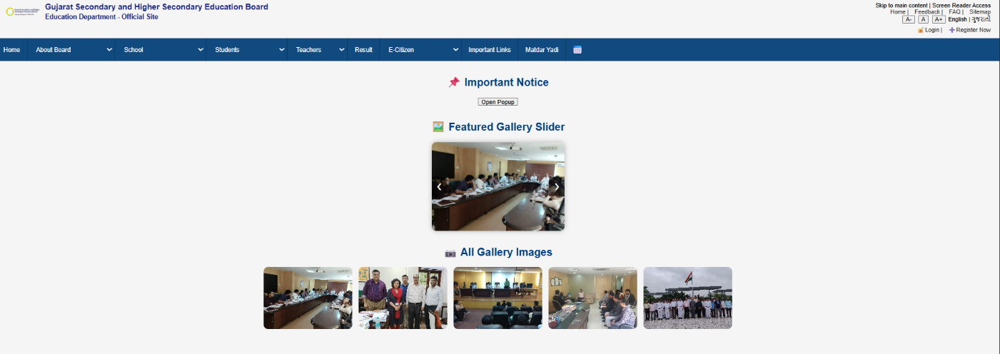 Gujarat Secondary and Higher Secondary Education Board
Education Department - Official Site
Skip to main content | Screen Reader Access
Home | Feedback | FAQ | Sitemap
A- A A+ English | ગુજરાતી
Login | Register Now
Home About Board School Students Teachers Result E-Citizen Important Links Matdar Yadi
Important Notice
Open Popup
Featured Gallery Slider
All Gallery Images